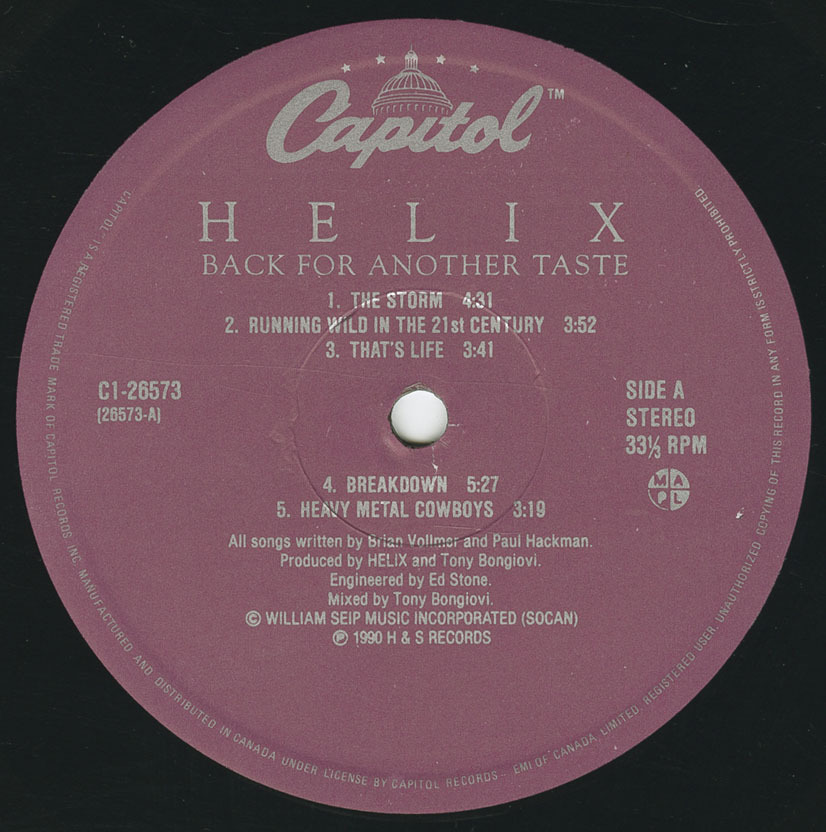 Capitol™
HELIX
BACK FOR ANOTHER TASTE
1. THE STORM 4:31
2. RUNNING WILD IN THE 21st CENTURY 3:52
3. THAT'S LIFE 3:41
C1-26573
(26573-A)
SIDE A
STEREO
33⅓ RPM
MAPL
4. BREAKDOWN 5:27
5. HEAVY METAL COWBOYS 3:19
All songs written by Brian Vollmer and Paul Hackman.
Produced by HELIX and Tony Bongiovi.
Engineered by Ed Stone.
Mixed by Tony Bongiovi.
© WILLIAM SEIP MUSIC INCORPORATED (SOCAN)
℗ 1990 H & S RECORDS
CAPITOL IS A REGISTERED TRADE MARK OF CAPITOL RECORDS INC. MANUFACTURED AND DISTRIBUTED IN CANADA UNDER LICENSE BY CAPITOL RECORDS - EMI OF CANADA, LIMITED, REGISTERED USER. UNAUTHORIZED COPYING OF THIS RECORD IN ANY FORM IS STRICTLY PROHIBITED